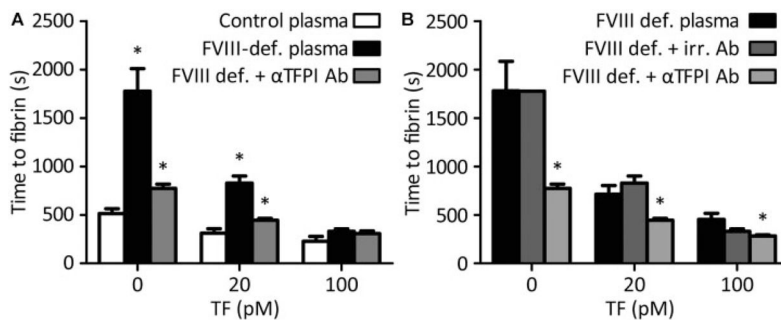 A
Control plasma
FVIII-def. plasma
FVIII def. + αTFPI Ab
Time to fibrin (s)
2500
2000
1500
1000
500
0
*
*
*
*
0 20 100
TF (pM)
B
FVIII def. plasma
FVIII def. + irr. Ab
FVIII def. + αTFPI Ab
Time to fibrin (s)
2500
2000
1500
1000
500
0
*
*
*
0 20 100
TF (pM)